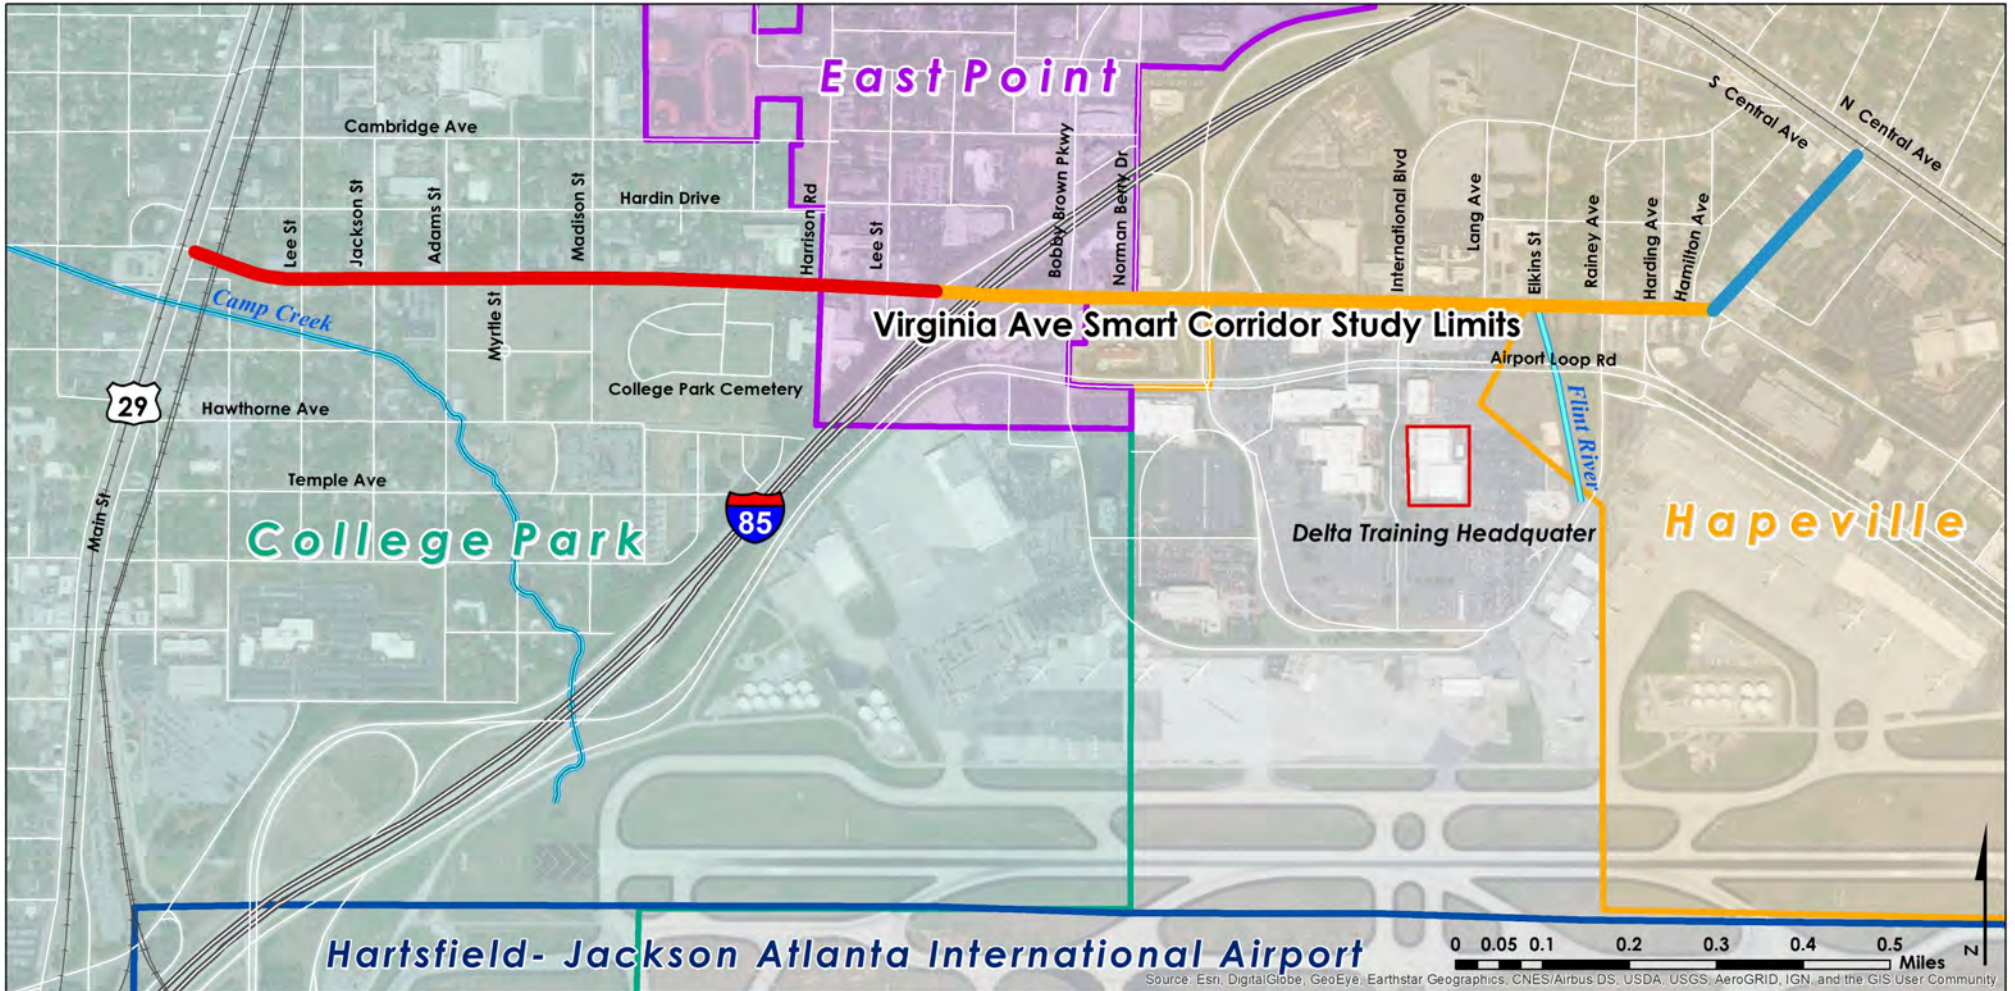 East Point
N Central Ave
S Central Ave
Cambridge Ave
Hardin Drive
Lee St
Jackson St
Adams St
Madison St
Harrison Rd
Lee St
Bobby Brown Pkwy
Norman Berry Dr
International Blvd
Lang Ave
Elkins St
Rainey Ave
Harding Ave
Hamilton Ave
Camp Creek
Myrtle St
Virginia Ave Smart Corridor Study Limits
Airport Loop Rd
29
Hawthorne Ave
College Park Cemetery
Flint River
Temple Ave
Main St
85
College Park
Delta Training Headquater
Hapeville
Hartsfield- Jackson Atlanta International Airport
0 0.05 0.1 0.2 0.3 0.4 0.5
Miles
N
Source: Esri, DigitalGlobe, GeoEye, Earthstar Geographics, CNES/Airbus DS, USDA, USGS, AeroGRID, IGN, and the GIS User Community